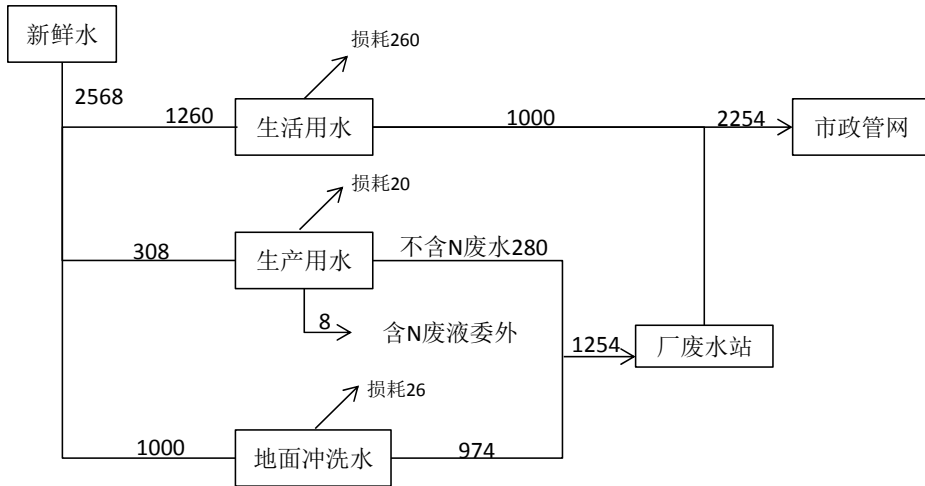 新鲜水
损耗260
2568
1260
生活用水
1000
2254
市政管网
损耗20
308
生产用水
不含N废水280
8
含N废液委外
1254
厂废水站
损耗26
1000
地面冲洗水
974